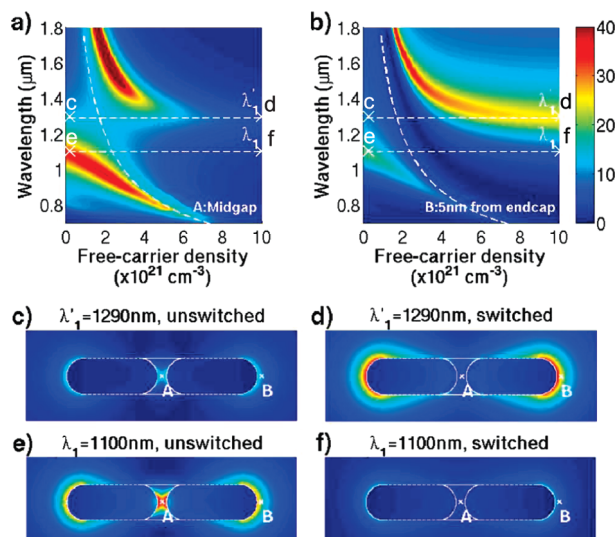 a)
b)
1.8
1.6
1.4
1.2
1
0.8
Wavelength (μm)
c
d
e
f
λ'1
λ1
A:Midgap
0 2 4 6 8 10
Free-carrier density
(x10²¹ cm⁻³)
1.8
1.6
1.4
1.2
1
0.8
Wavelength (μm)
c
d
e
f
λ'1
λ1
B:5nm from endcap
0 2 4 6 8 10
Free-carrier density
(x10²¹ cm⁻³)
40
30
20
10
0
c) λ'1=1290nm, unswitched
A
B
d) λ'1=1290nm, switched
A
B
e) λ1=1100nm, unswitched
A
B
f) λ1=1100nm, switched
A
B